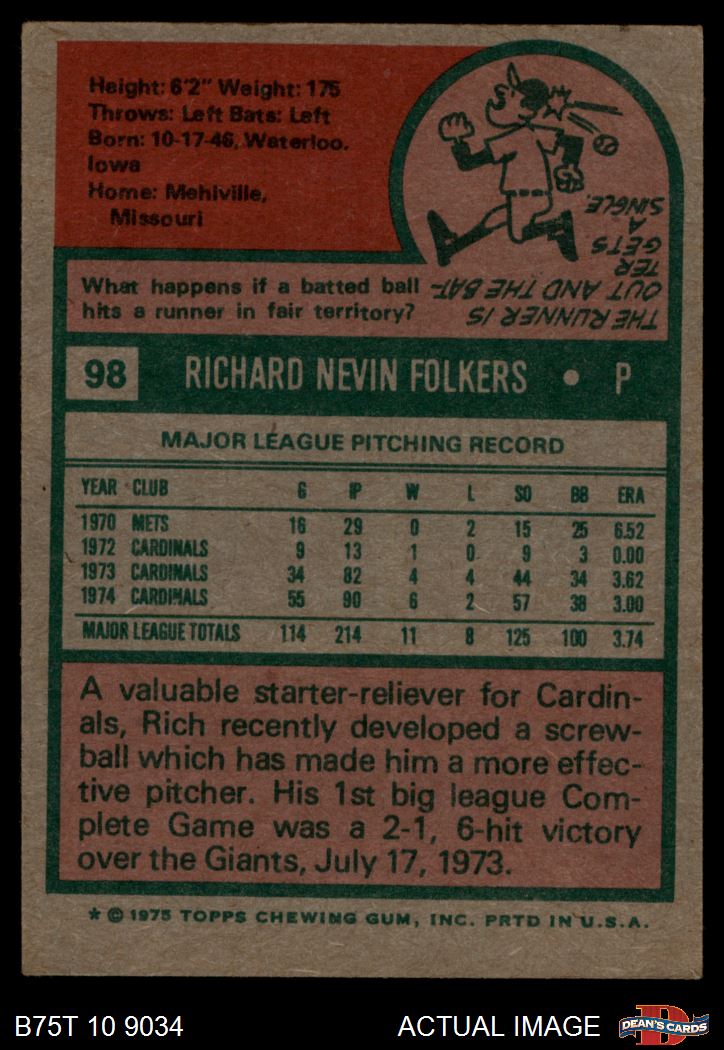 Height: 6'2" Weight: 175
Throws: Left Bats: Left
Born: 10-17-46, Waterloo,
Iowa
Home: Mehlville,
Missouri
What happens if a batted ball
hits a runner in fair territory?
THE RUNNER IS
OUT AND THE BAT-
TER
GETS
A
SINGLE.
98 RICHARD NEVIN FOLKERS • P
MAJOR LEAGUE PITCHING RECORD
YEAR CLUB G IP W L SO BB ERA
1970 METS 16 29 0 2 15 25 6.52
1972 CARDINALS 9 13 1 0 9 3 0.00
1973 CARDINALS 34 82 4 4 44 34 3.62
1974 CARDINALS 55 90 6 2 57 38 3.00
MAJOR LEAGUE TOTALS 114 214 11 8 125 100 3.74
A valuable starter-reliever for Cardin-
als, Rich recently developed a screw-
ball which has made him a more effec-
tive pitcher. His 1st big league Com-
plete Game was a 2-1, 6-hit victory
over the Giants, July 17, 1973.
* © 1975 TOPPS CHEWING GUM, INC. PRTD IN U.S.A.
B75T 10 9034
ACTUAL IMAGE
D
DEAN'S CARDS